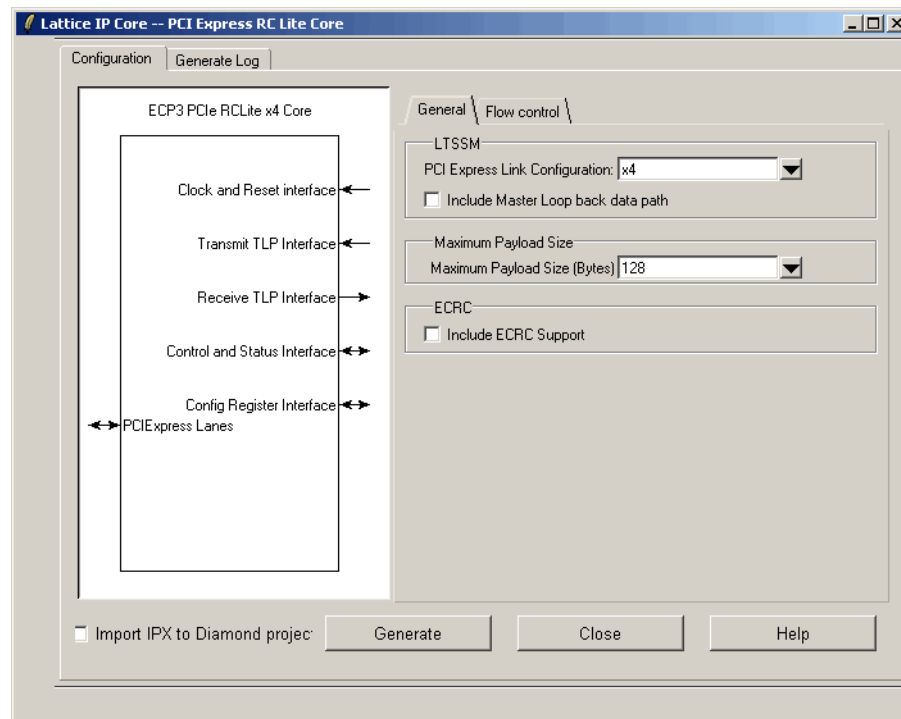 Lattice IP Core -- PCI Express RC Lite Core
Configuration
Generate Log
ECP3 PCIe RCLite x4 Core
Clock and Reset interface
Transmit TLP Interface
Receive TLP Interface
Control and Status Interface
Config Register Interface
PCIExpress Lanes
General
Flow control
LTSSM
PCI Express Link Configuration: x4
Include Master Loop back data path
Maximum Payload Size
Maximum Payload Size (Bytes) 128
ECRC
Include ECRC Support
Import IPX to Diamond projec
Generate
Close
Help